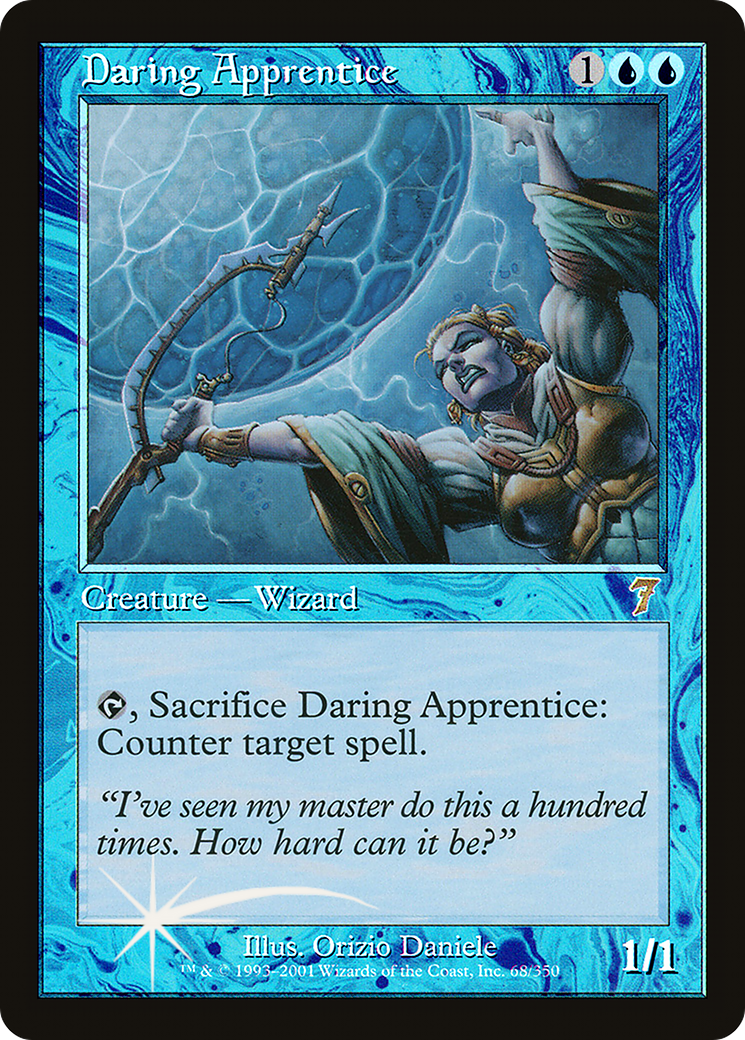 Daring Apprentice 1
Creature — Wizard 7
, Sacrifice Daring Apprentice:
Counter target spell.
“I’ve seen my master do this a hundred
times. How hard can it be?”
Illus. Orizio Daniele
™ & © 1993–2001 Wizards of the Coast, Inc. 68/350
1/1